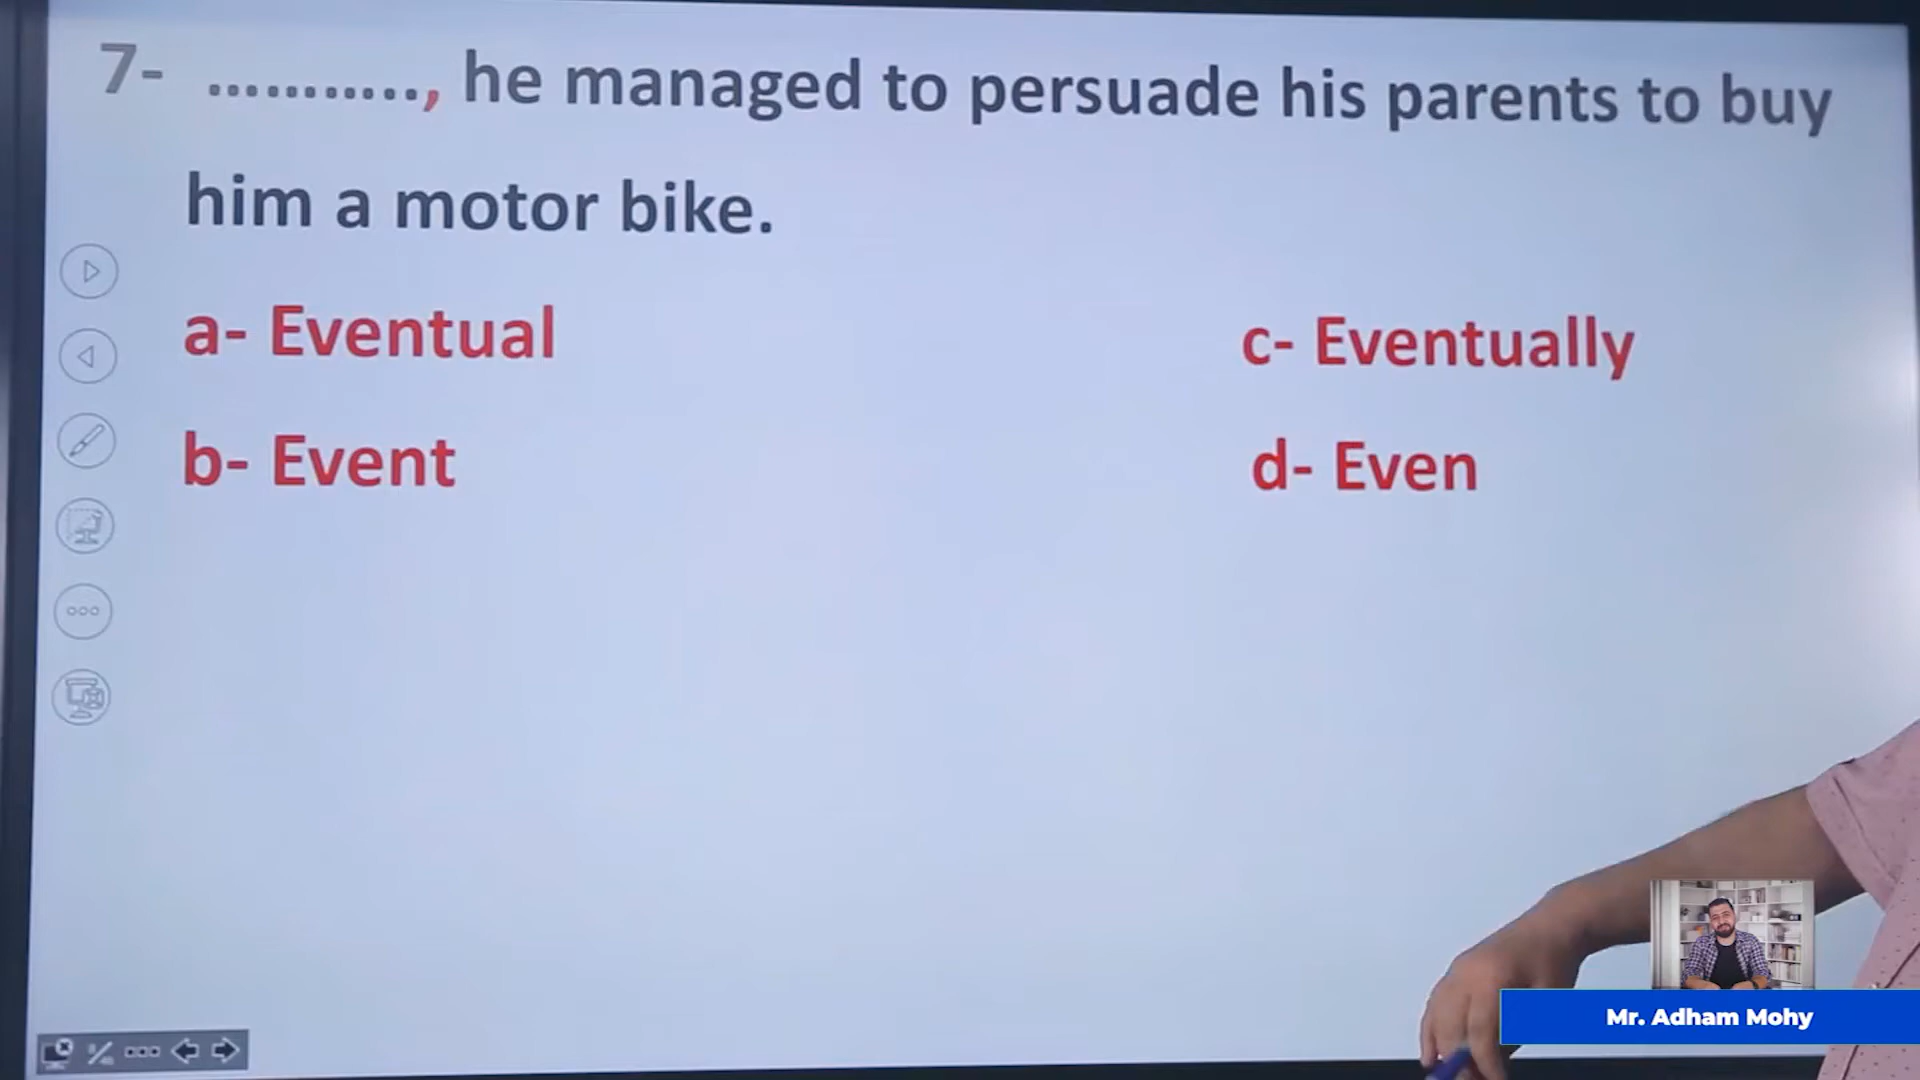 7- ..........., he managed to persuade his parents to buy
him a motor bike.
a- Eventual
c- Eventually
b- Event
d- Even
Mr. Adham Mohy